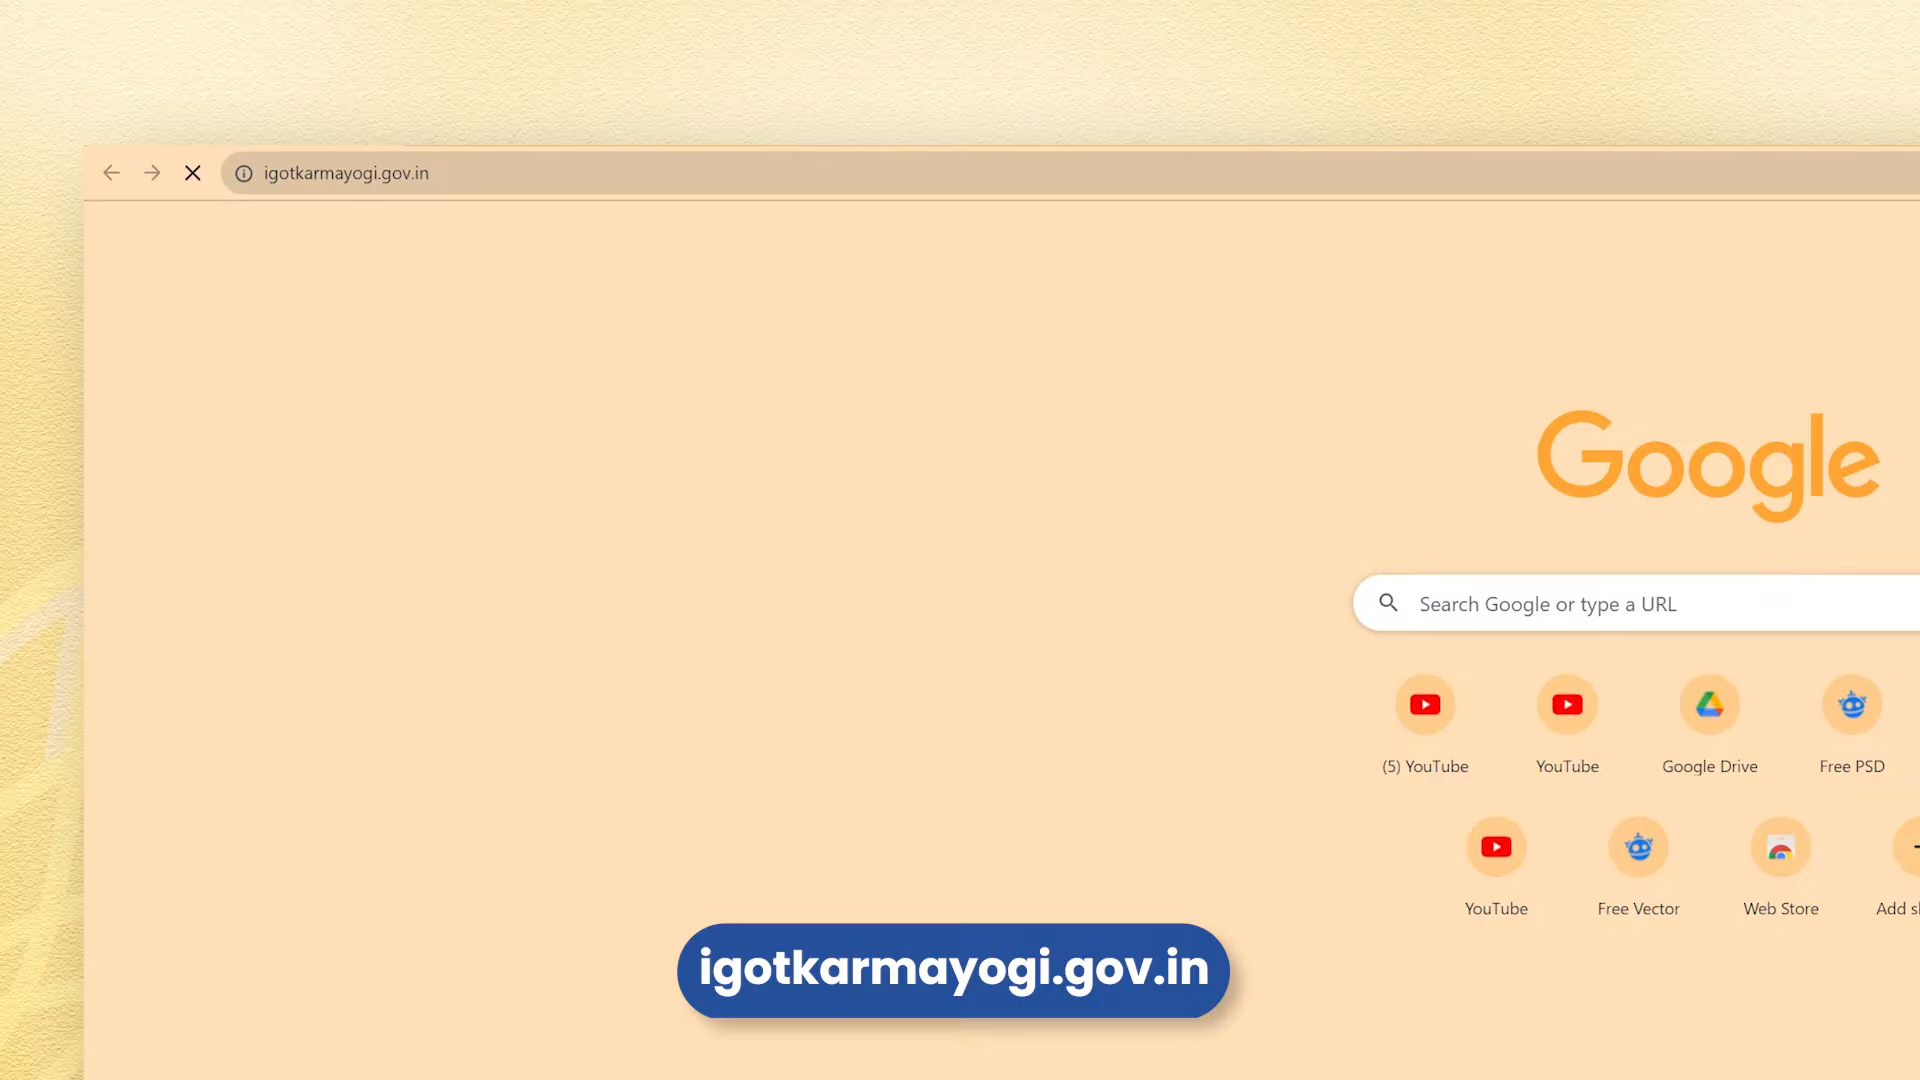 igotkarmayogi.gov.in
Google
Search Google or type a URL
(5) YouTube
YouTube
Google Drive
Free PSD
YouTube
Free Vector
Web Store
Add
igotkarmayogi.gov.in